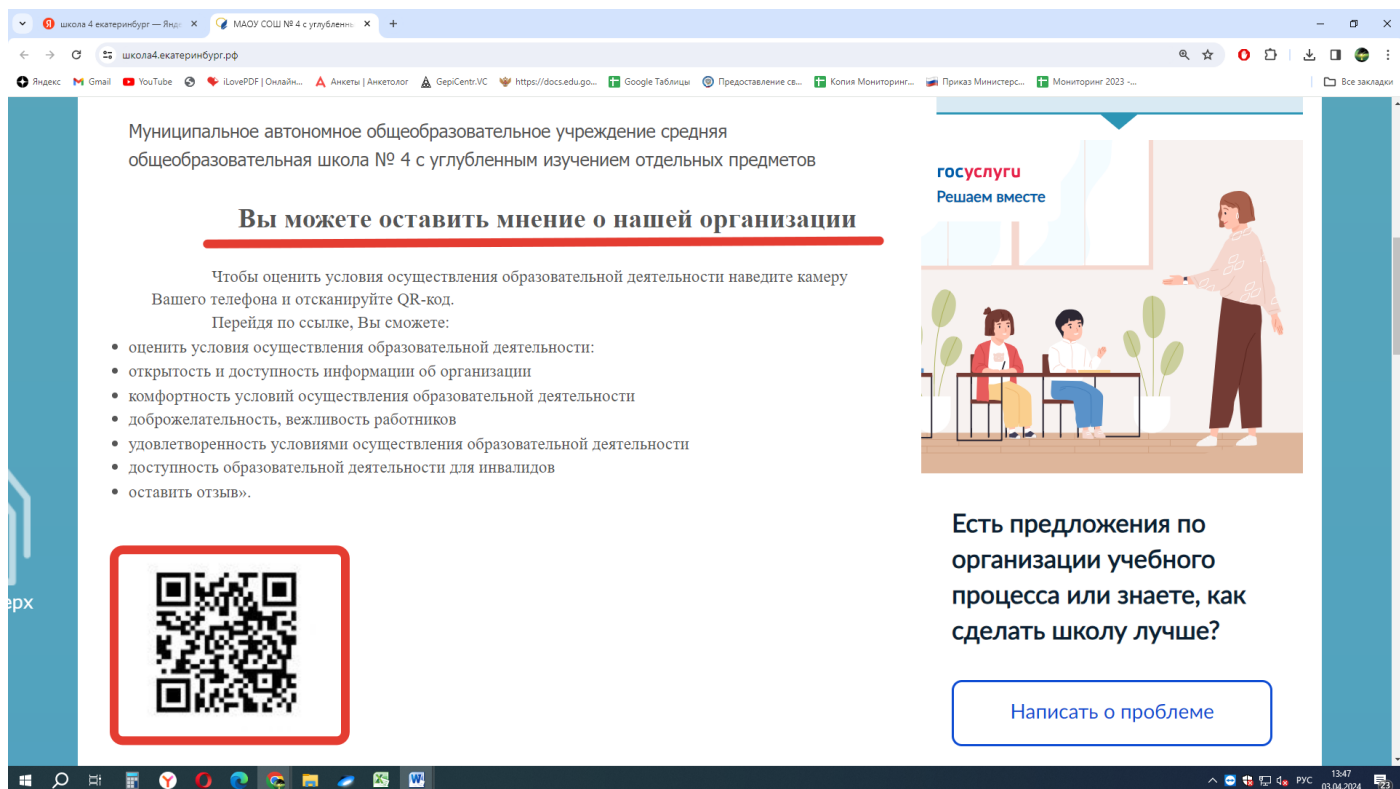 школа 4 екатеринбург — Янде
МАОУ СОШ № 4 с углубленны
школа4.екатеринбург.рф
Яндекс
Gmail
YouTube
iLovePDF | Онлайн...
Анкеты | Анкетолог
GepiCentr.VC
https://docs.edu.go...
Google Таблицы
Предоставление св...
Копия Мониторинг...
Приказ Министерс...
Мониторинг 2023 -...
Все закладки
Муниципальное автономное общеобразовательное учреждение средняя
общеобразовательная школа № 4 с углубленным изучением отдельных предметов
Вы можете оставить мнение о нашей организации
Чтобы оценить условия осуществления образовательной деятельности наведите камеру
Вашего телефона и отсканируйте QR-код.
Перейдя по ссылке, Вы сможете:
оценить условия осуществления образовательной деятельности:
открытость и доступность информации об организации
комфортность условий осуществления образовательной деятельности
доброжелательность, вежливость работников
удовлетворенность условиями осуществления образовательной деятельности
доступность образовательной деятельности для инвалидов
оставить отзыв».
ерх
госуслуги
Решаем вместе
Есть предложения по
организации учебного
процесса или знаете, как
сделать школу лучше?
Написать о проблеме
РУС
13:47
03.04.2024
23